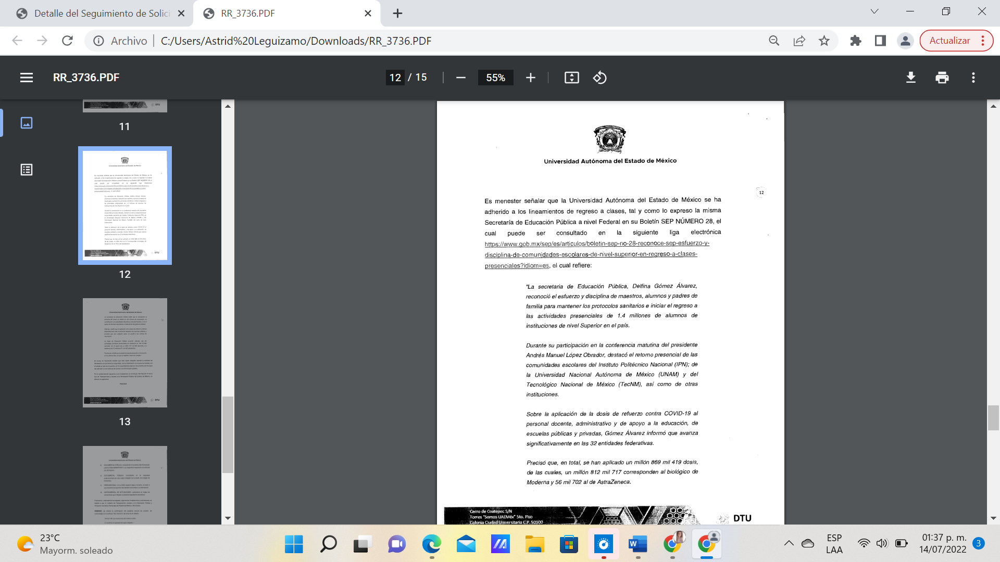 Detalle del Seguimiento de Solici
RR_3736.PDF
Archivo
C:/Users/Astrid%20Leguizamo/Downloads/RR_3736.PDF
Actualizar
RR_3736.PDF
12 / 15
55%
11
12
13
Universidad Autónoma del Estado de México
12
Es menester señalar que la Universidad Autónoma del Estado de México se ha
adherido a los lineamientos de regreso a clases, tal y como lo expreso la misma
Secretaría de Educación Pública a nivel Federal en su Boletín SEP NÚMERO 28, el
cual puede ser consultado en la siguiente liga electrónica
https://www.gob.mx/sep/es/articulos/boletin-sep-no-28-reconoce-sep-esfuerzo-y-
disciplina-de-comunidades-escolares-de-nivel-superior-en-regreso-a-clases-
presenciales?idiom=es, el cual refiere:
"La secretaria de Educación Pública, Delfina Gómez Álvarez,
reconoció el esfuerzo y disciplina de maestros, alumnos y padres de
familia para mantener los protocolos sanitarios e iniciar el regreso a
las actividades presenciales de 1.4 millones de alumnos de
instituciones de nivel Superior en el país.
Durante su participación en la conferencia matutina del presidente
Andrés Manuel López Obrador, destacó el retorno presencial de las
comunidades escolares del Instituto Politécnico Nacional (IPN); de
la Universidad Nacional Autónoma de México (UNAM) y del
Tecnológico Nacional de México (TecNM), así como de otras
instituciones.
Sobre la aplicación de la dosis de refuerzo contra COVID-19 al
personal docente, administrativo y de apoyo a la educación, de
escuelas públicas y privadas, Gómez Álvarez informó que avanza
significativamente en las 32 entidades federativas.
Precisó que, en total, se han aplicado un millón 869 mil 419 dosis,
de las cuales, un millón 812 mil 717 corresponden al biológico de
Moderna y 56 mil 702 al de AstraZeneca.
Cerro de Coatepec S/N
Torres "Somos UAEMéx" 5to. Piso
Colonia Ciudad Universitaria C.P. 50100
DTU
23°C
Mayorm. soleado
ESP
LAA
01:37 p. m.
14/07/2022
3